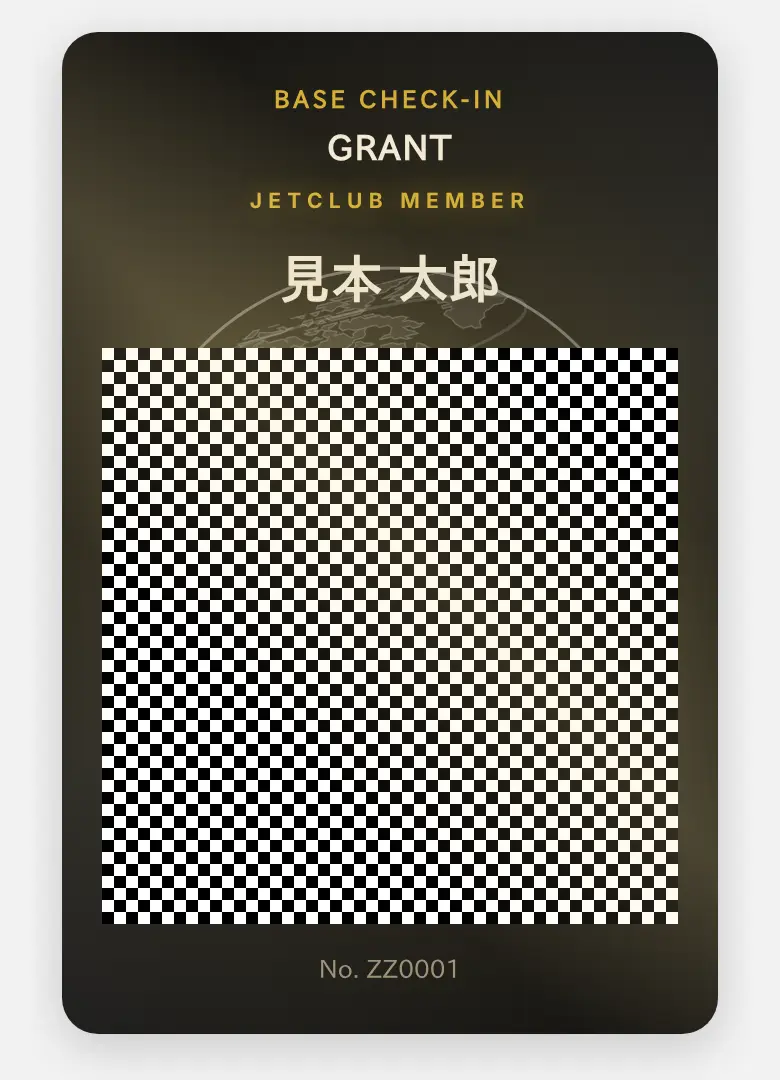 BASE CHECK-IN
GRANT
JETCLUB MEMBER
見本 太郎
No. ZZ0001